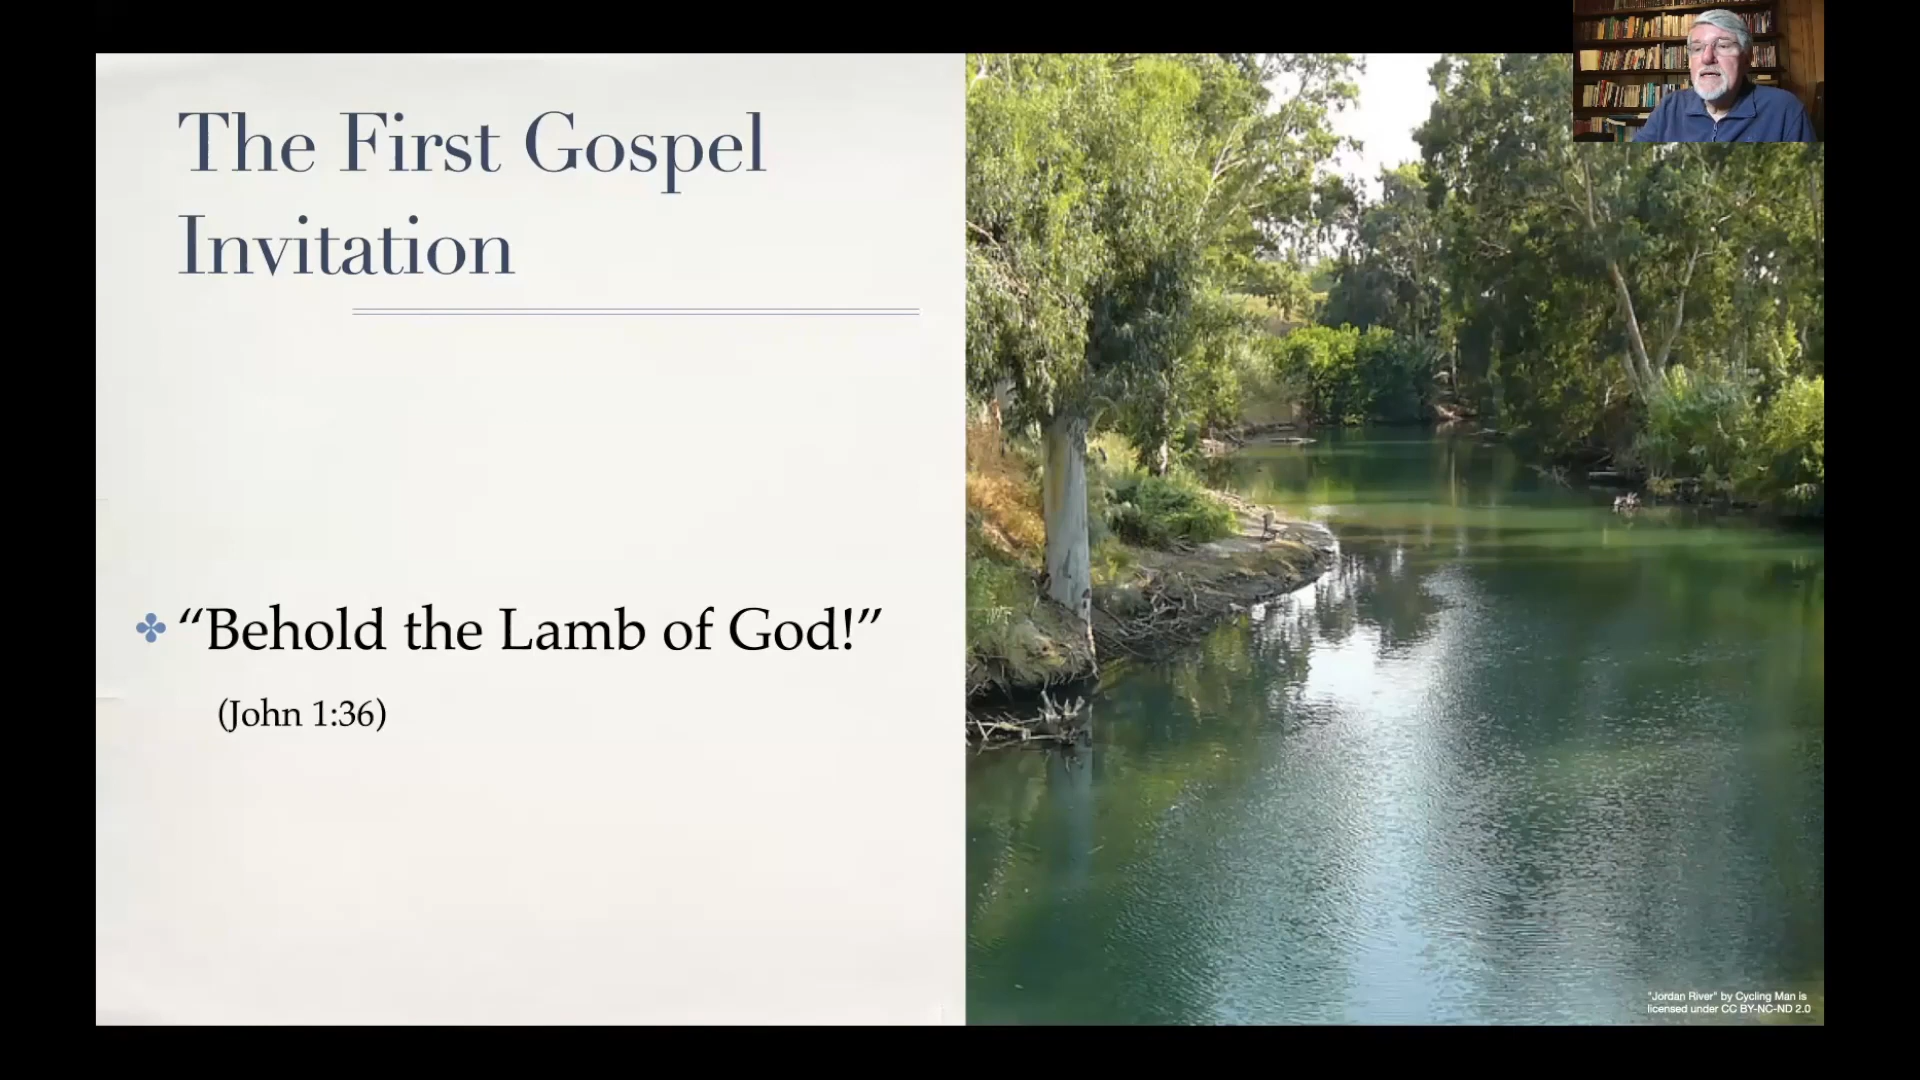 The First Gospel
Invitation
“Behold the Lamb of God!”
(John 1:36)
"Jordan River" by Cycling Man is
licensed under CC BY-NC-ND 2.0